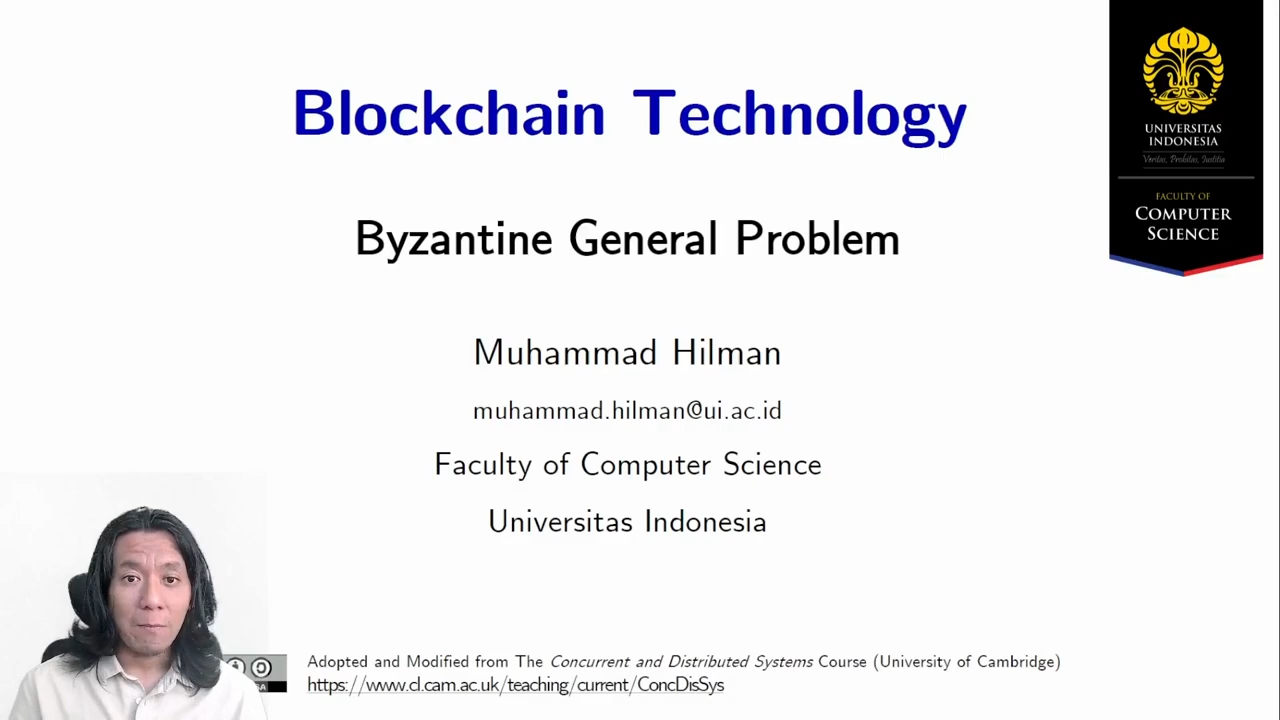 Blockchain Technology
Byzantine General Problem
Muhammad Hilman
muhammad.hilman@ui.ac.id
Faculty of Computer Science
Universitas Indonesia
UNIVERSITAS
INDONESIA
Veritas, Probitas, Justitia
FACULTY OF
COMPUTER
SCIENCE
Adopted and Modified from The Concurrent and Distributed Systems Course (University of Cambridge)
https://www.cl.cam.ac.uk/teaching/current/ConcDisSys